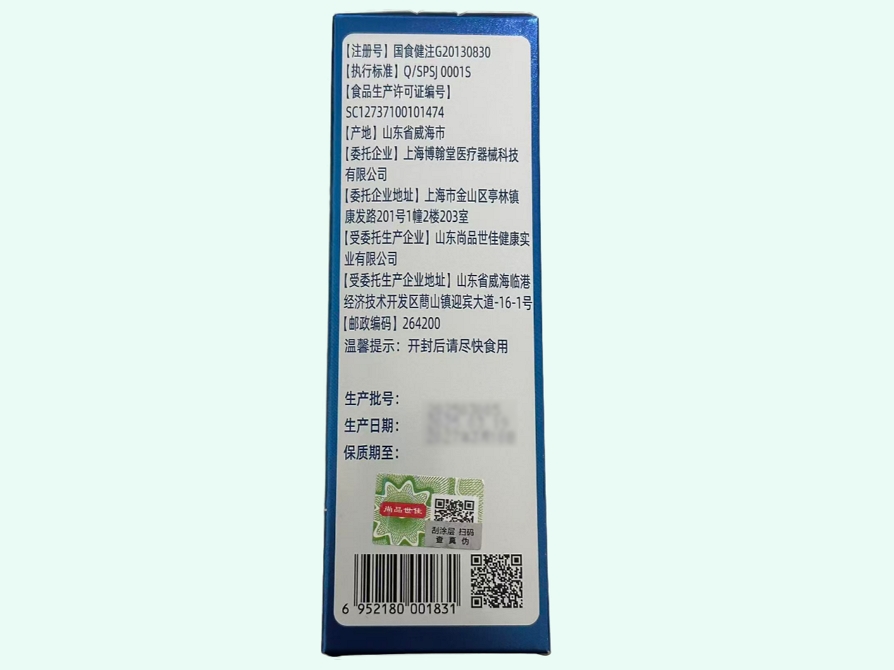 【注册号】国食健注G20130830
【执行标准】Q/SPSJ 0001S
【食品生产许可证编号】
SC12737100101474
【产地】山东省威海市
【委托企业】上海博翰堂医疗器械科技
有限公司
【委托企业地址】上海市金山区亭林镇
康发路201号1幢2楼203室
【受委托生产企业】山东尚品世佳健康实
业有限公司
【受委托生产企业地址】山东省威海临港
经济技术开发区蔄山镇迎宾大道-16-1号
【邮政编码】264200
温馨提示：开封后请尽快食用
生产批号：
生产日期：
保质期至：
尚品世佳
刮涂层 扫码
查真伪
6 952180 001831